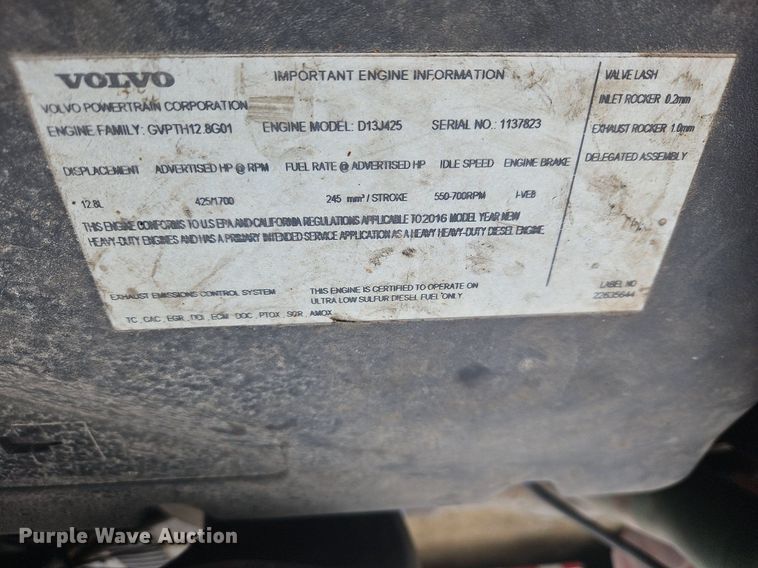 VOLVO
IMPORTANT ENGINE INFORMATION
VOLVO POWERTRAIN CORPORATION
ENGINE FAMILY: GVPTH12.8G01 ENGINE MODEL: D13J425 SERIAL NO.: 1137823
DISPLACEMENT ADVERTISED HP @ RPM FUEL RATE @ ADVERTISED HP IDLE SPEED ENGINE BRAKE
12.8L 425/1700 245 mm³/STROKE 550-700RPM I-VEB
THIS ENGINE CONFORMS TO U.S EPA AND CALIFORNIA REGULATIONS APPLICABLE TO 2016 MODEL YEAR NEW
HEAVY-DUTY ENGINES AND HAS A PRIMARY INTENDED SERVICE APPLICATION AS A HEAVY HEAVY-DUTY DIESEL ENGINE.
EXHAUST EMISSIONS CONTROL SYSTEM
THIS ENGINE IS CERTIFIED TO OPERATE ON
ULTRA LOW SULFUR DIESEL FUEL ONLY
TC , CAC , EGR , DDI , ECM , DOC , PTOX , SCR , AMOX
VALVE LASH
INLET ROCKER 0.2mm
EXHAUST ROCKER 1.0mm
DELEGATED ASSEMBLY
LABEL NO
22635644
Purple Wave Auction